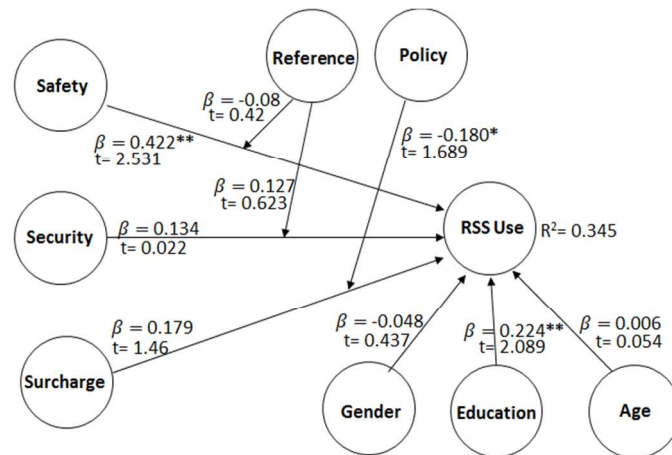 Reference
Policy
Safety
β = -0.08
t= 0.42
β = 0.422**
t= 2.531
β = -0.180*
t= 1.689
β = 0.127
t= 0.623
Security
β = 0.134
t= 0.022
RSS Use
R²= 0.345
β = 0.179
t= 1.46
Surcharge
β = -0.048
t= 0.437
β = 0.224**
t= 2.089
β = 0.006
t= 0.054
Gender
Education
Age